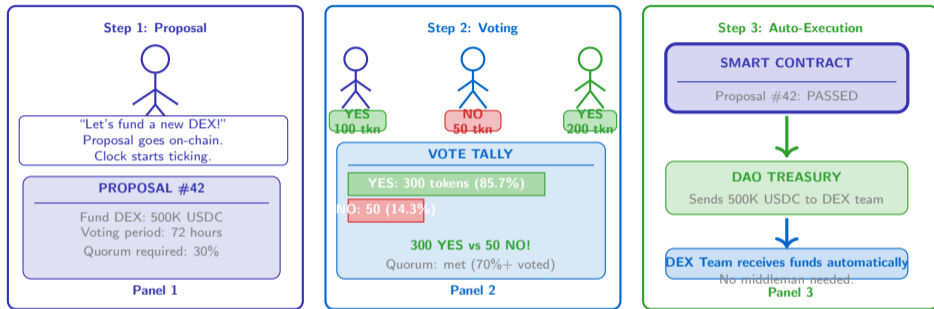 Step 1: Proposal
"Let's fund a new DEX!"
Proposal goes on-chain.
Clock starts ticking.
PROPOSAL #42
Fund DEX: 500K USDC
Voting period: 72 hours
Quorum required: 30%
Panel 1
Step 2: Voting
YES
100 tkn
NO
50 tkn
YES
200 tkn
VOTE TALLY
YES: 300 tokens (85.7%)
NO: 50 (14.3%)
300 YES vs 50 NO!
Quorum: met (70%+ voted)
Panel 2
Step 3: Auto-Execution
SMART CONTRACT
Proposal #42: PASSED
DAO TREASURY
Sends 500K USDC to DEX team
DEX Team receives funds automatically
No middleman needed.
Panel 3